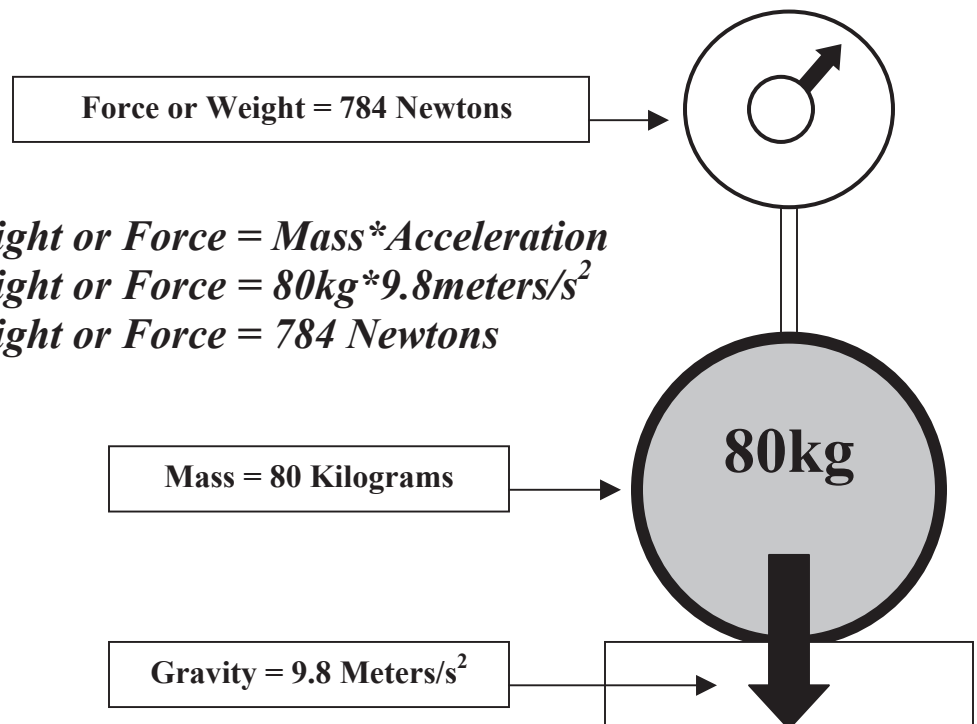 Force or Weight = 784 Newtons
ight or Force = Mass*Acceleration
ight or Force = 80kg*9.8meters/s²
ight or Force = 784 Newtons
80kg
Mass = 80 Kilograms
Gravity = 9.8 Meters/s²